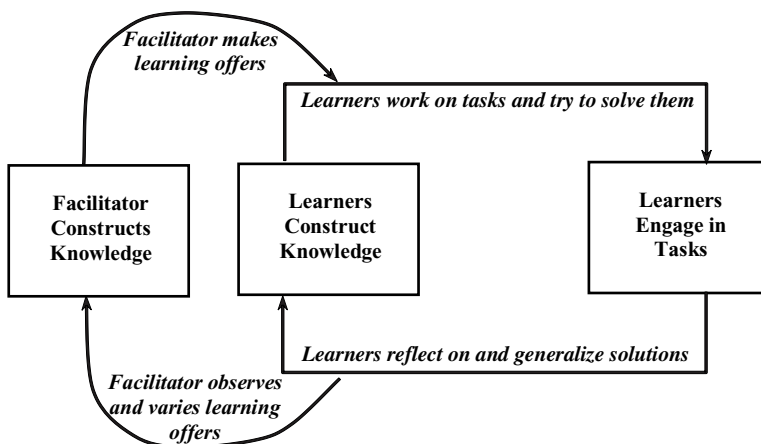 Facilitator makes
learning offers
Learners work on tasks and try to solve them
Facilitator
Constructs
Knowledge
Learners
Construct
Knowledge
Learners
Engage in
Tasks
Learners reflect on and generalize solutions
Facilitator observes
and varies learning
offers